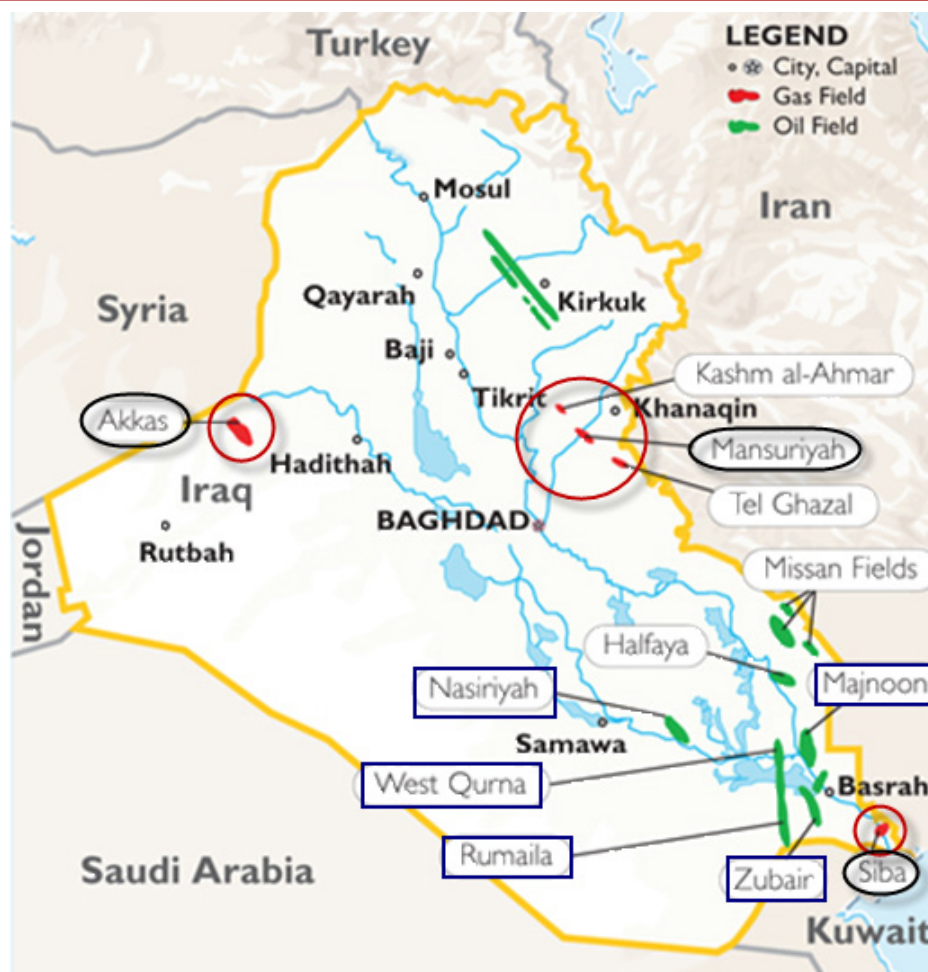 Turkey
LEGEND
City, Capital
Gas Field
Oil Field
Mosul
Iran
Qayarah
Kirkuk
Syria
Baji
Kashm al-Ahmar
Tikrit
Khanaqin
Akkas
Mansuriyah
Hadithah
Iraq
Tel Ghazal
BAGHDAD
Rutbah
Jordan
Missan Fields
Halfaya
Nasiriyah
Majnoon
Samawa
West Qurna
Basrah
Rumaila
Saudi Arabia
Zubair
Siba
Kuwait